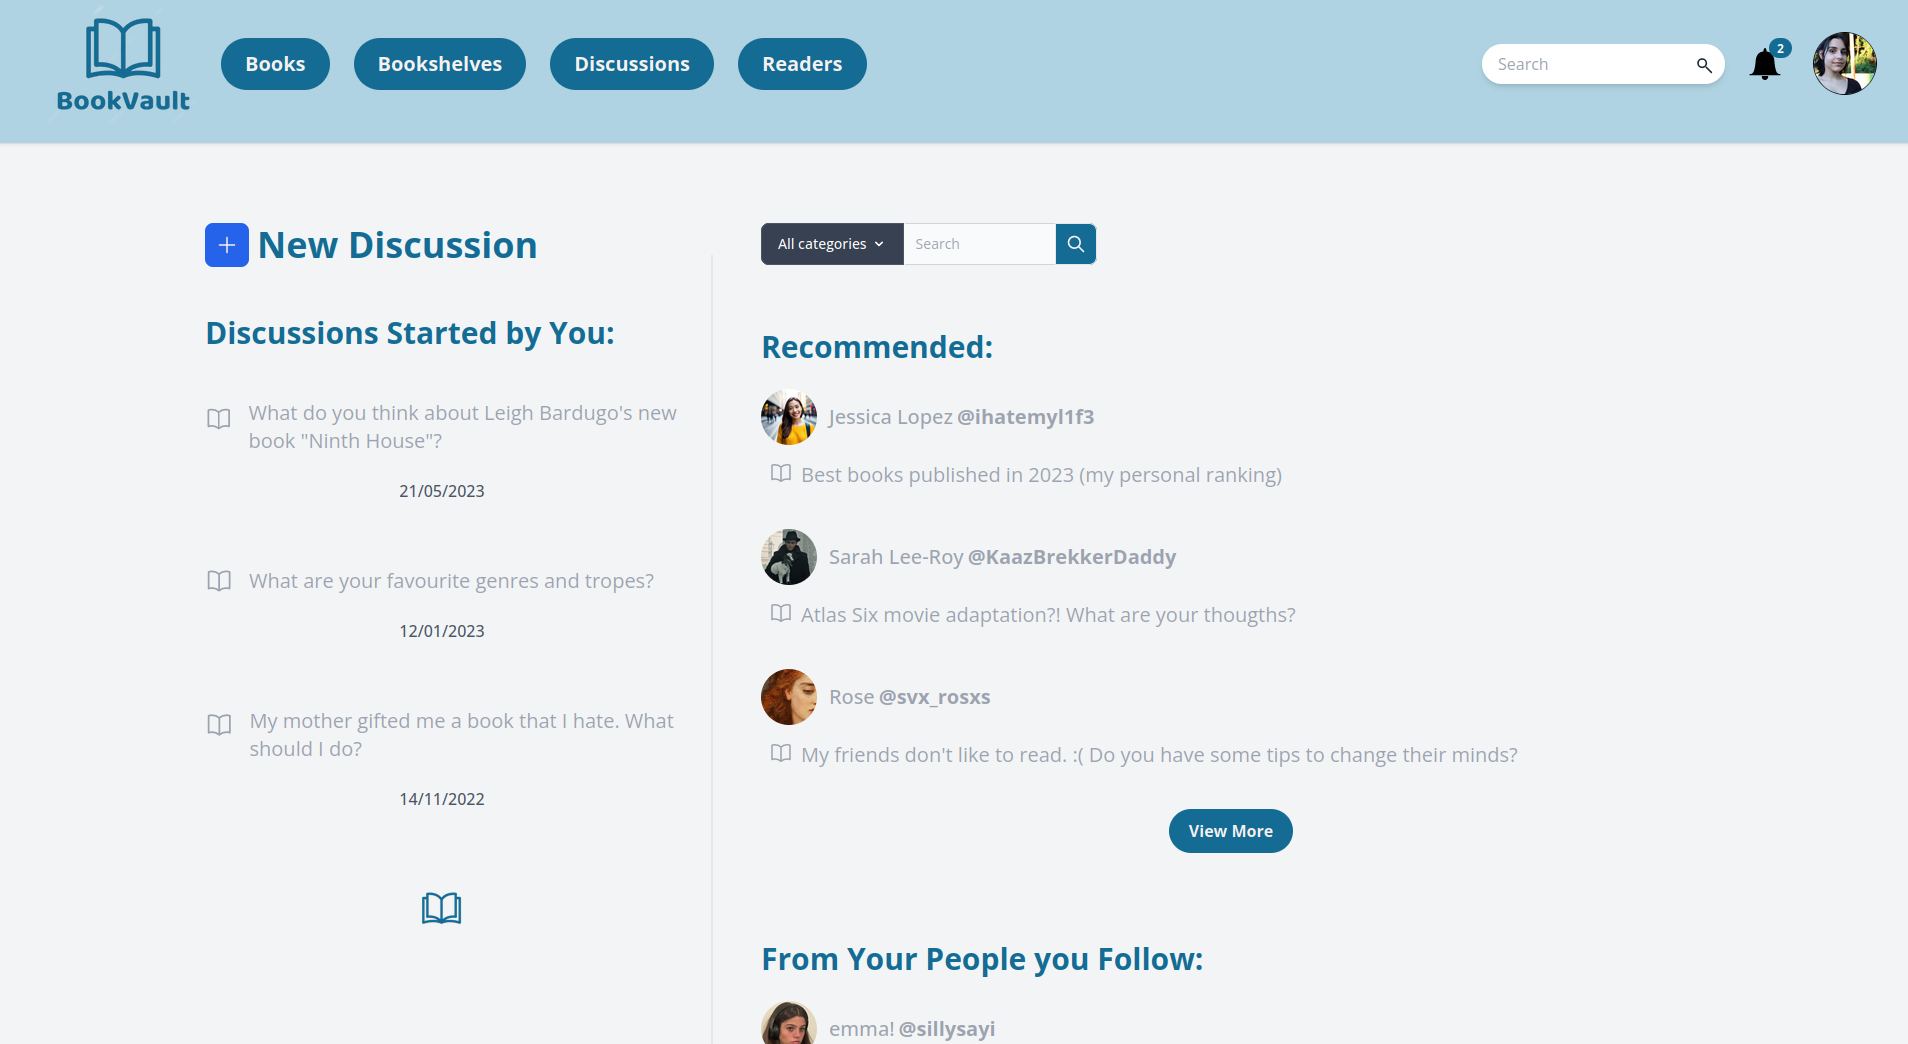 BookVault
Books
Bookshelves
Discussions
Readers
Search
2
New Discussion
Discussions Started by You:
What do you think about Leigh Bardugo's new
book "Ninth House"?
21/05/2023
What are your favourite genres and tropes?
12/01/2023
My mother gifted me a book that I hate. What
should I do?
14/11/2022
All categories
Search
Recommended:
Jessica Lopez @ihatemyl1f3
Best books published in 2023 (my personal ranking)
Sarah Lee-Roy @KaazBrekkerDaddy
Atlas Six movie adaptation?! What are your thougths?
Rose @svx_rosxs
My friends don't like to read. :( Do you have some tips to change their minds?
View More
From Your People you Follow:
emma! @sillysayi